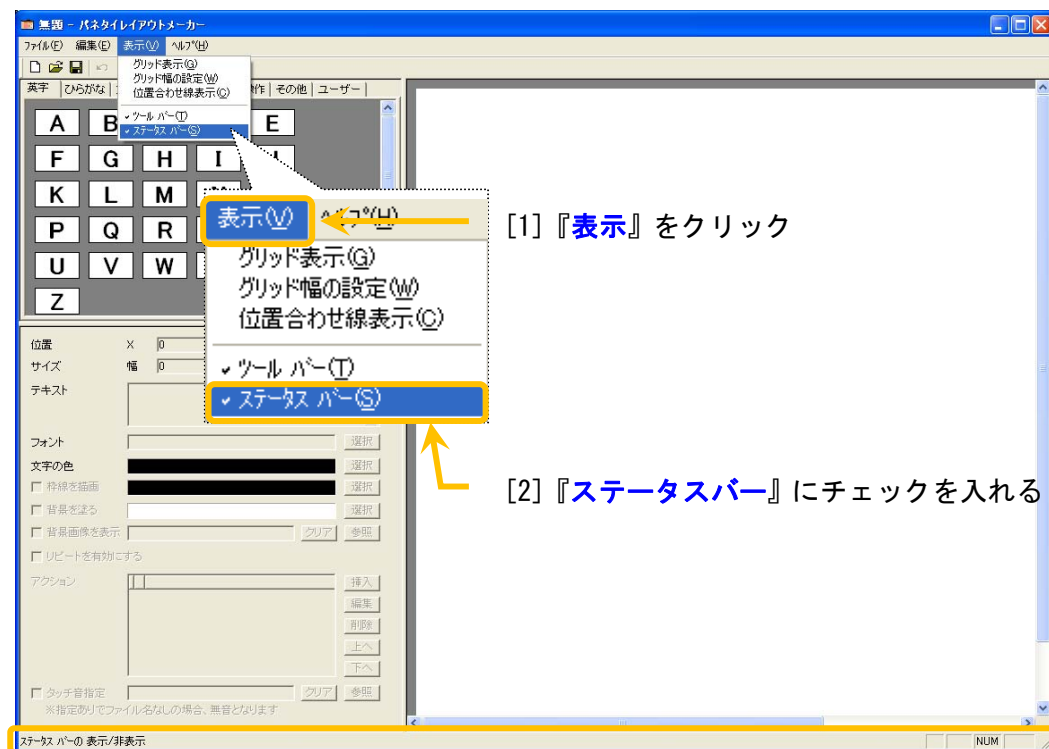 無題 - パネタイレイアウトメーカー
ファイル(F) 編集(E) 表示(V) ヘルプ(H)
グリッド表示(G)
グリッド幅の設定(W)
位置合わせ線表示(C)
ツール バー(T)
ステータス バー(S)
英字 ひらがな 作 その他 ユーザー
A B E
F G H I
K L M
P Q R
U V W
Z
表示(V) ヘルプ(H)
グリッド表示(G)
グリッド幅の設定(W)
位置合わせ線表示(C)
ツール バー(T)
ステータス バー(S)
[1]『表示』をクリック
[2]『ステータスバー』にチェックを入れる
位置 X 0
サイズ 幅 0
テキスト
フォント 選択
文字の色 選択
枠線を描画 選択
背景を塗る 選択
背景画像を表示 クリア 参照
リピートを有効にする
アクション 挿入
編集
削除
上へ
下へ
タッチ音指定 クリア 参照
※指定ありでファイル名なしの場合、無音となります
ステータス バーの 表示/非表示 NUM